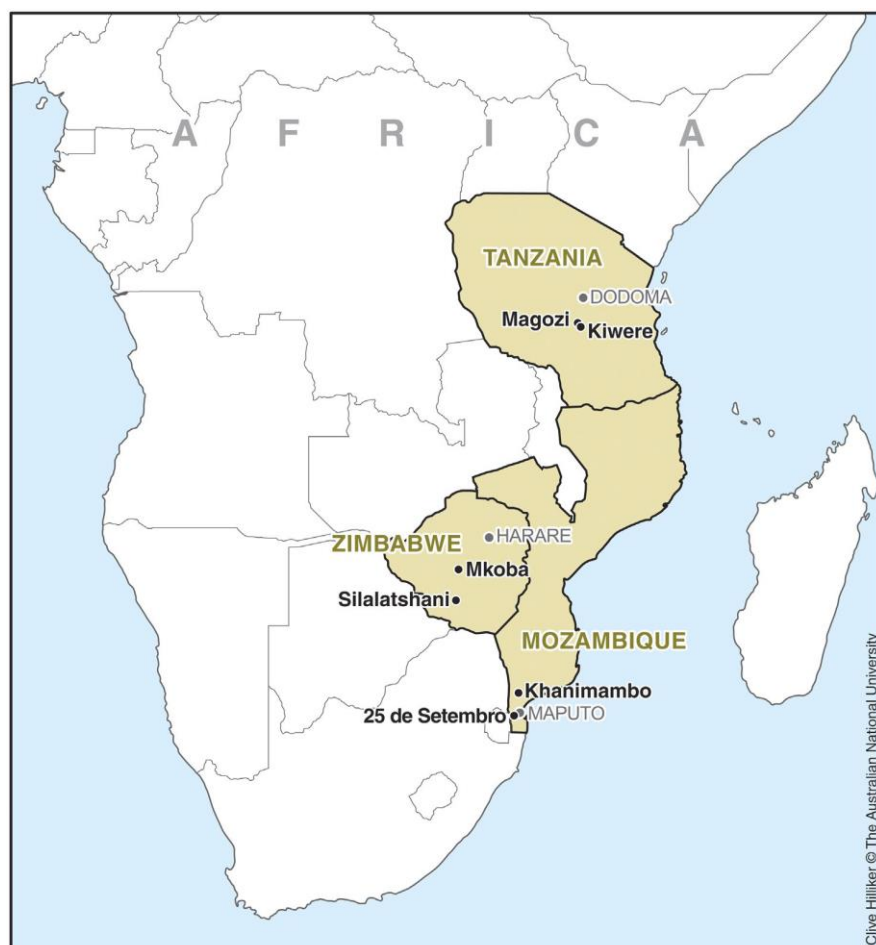 AFRICA
TANZANIA
DODOMA
Magozi
Kiwere
ZIMBABWE
HARARE
Mkoba
Silalatshani
MOZAMBIQUE
Khanimambo
25 de Setembro
MAPUTO
Clive Hilliker © The Australian National University